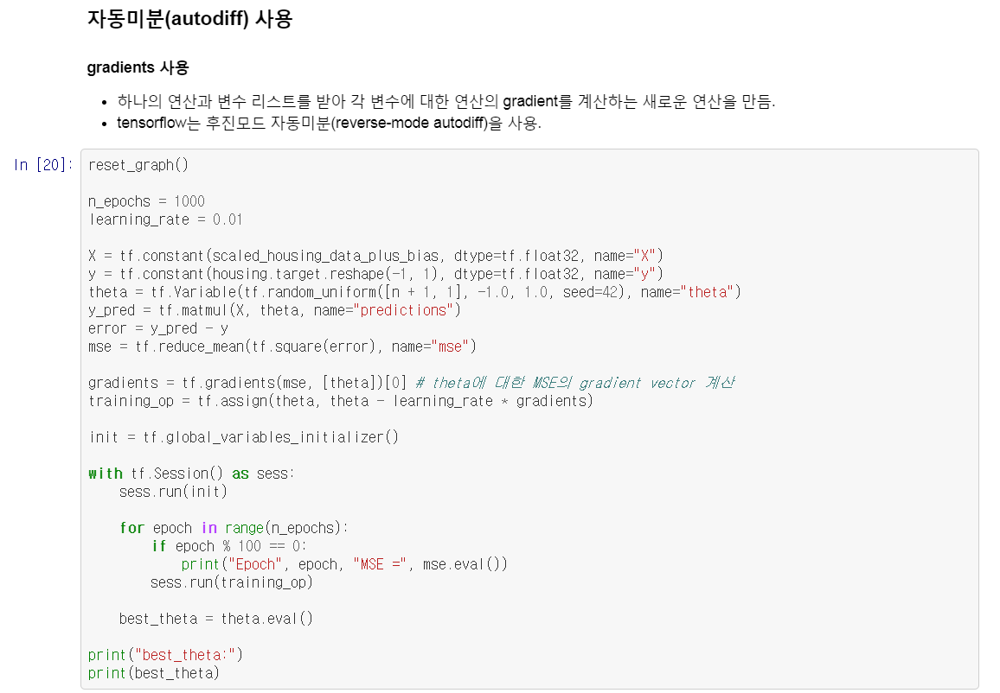 자동미분(autodiff) 사용
gradients 사용
• 하나의 연산과 변수 리스트를 받아 각 변수에 대한 연산의 gradient를 계산하는 새로운 연산을 만듬.
• tensorflow는 후진모드 자동미분(reverse-mode autodiff)을 사용.
In [20]: reset_graph()
n_epochs = 1000
learning_rate = 0.01
X = tf.constant(scaled_housing_data_plus_bias, dtype=tf.float32, name="X")
y = tf.constant(housing.target.reshape(-1, 1), dtype=tf.float32, name="y")
theta = tf.Variable(tf.random_uniform([n + 1, 1], -1.0, 1.0, seed=42), name="theta")
y_pred = tf.matmul(X, theta, name="predictions")
error = y_pred - y
mse = tf.reduce_mean(tf.square(error), name="mse")
gradients = tf.gradients(mse, [theta])[0] # theta에 대한 MSE의 gradient vector 계산
training_op = tf.assign(theta, theta - learning_rate * gradients)
init = tf.global_variables_initializer()
with tf.Session() as sess:
    sess.run(init)
    for epoch in range(n_epochs):
        if epoch % 100 == 0:
            print("Epoch", epoch, "MSE =", mse.eval())
        sess.run(training_op)
    best_theta = theta.eval()
print("best_theta:")
print(best_theta)